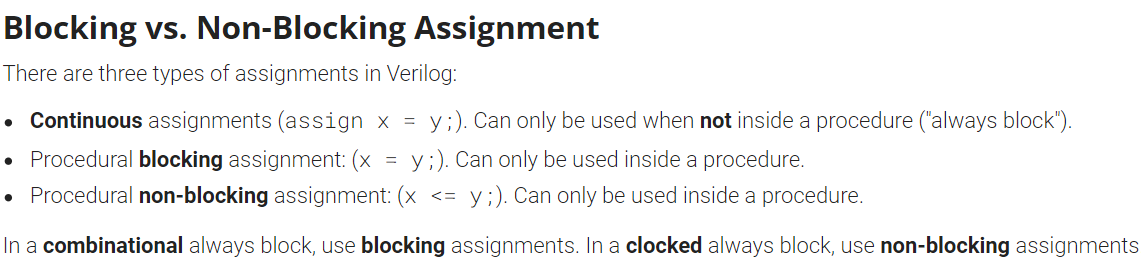 Blocking vs. Non-Blocking Assignment
There are three types of assignments in Verilog:
• Continuous assignments (assign x = y;). Can only be used when not inside a procedure ("always block").
• Procedural blocking assignment: (x = y;). Can only be used inside a procedure.
• Procedural non-blocking assignment: (x <= y;). Can only be used inside a procedure.
In a combinational always block, use blocking assignments. In a clocked always block, use non-blocking assignments